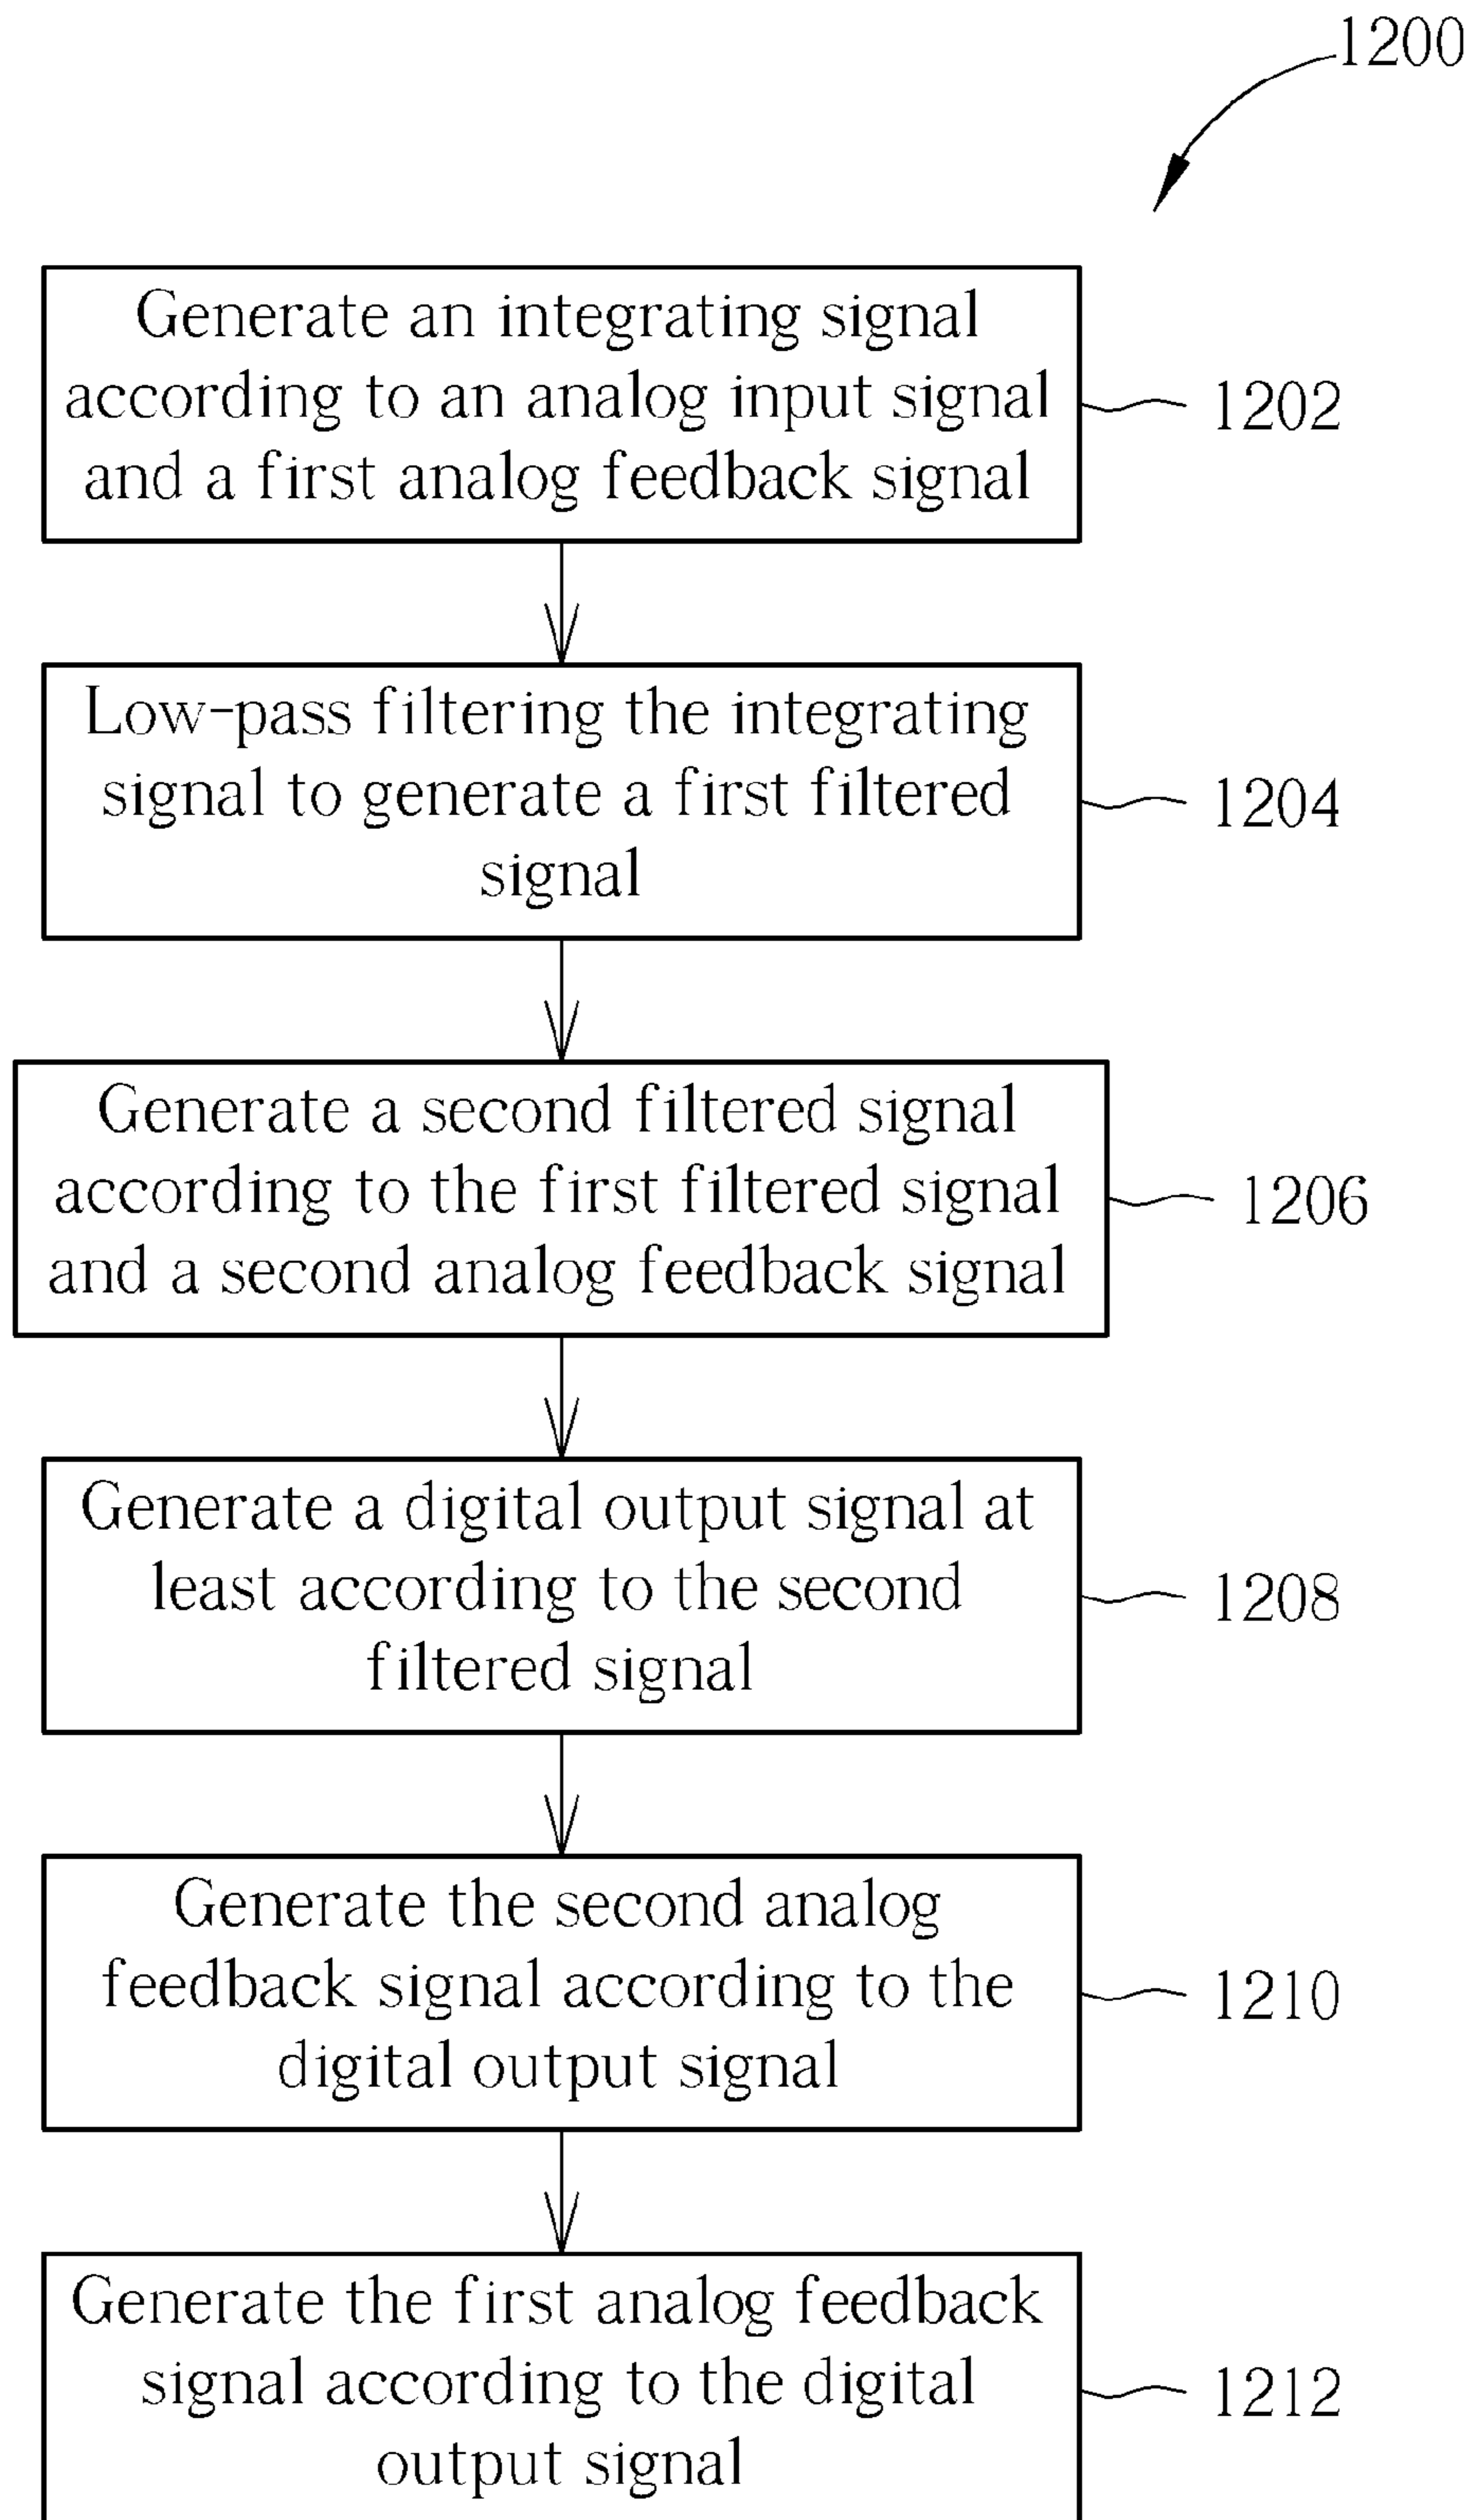 1200
Generate an integrating signal
according to an analog input signal
and a first analog feedback signal
1202
Low-pass filtering the integrating
signal to generate a first filtered
signal
1204
Generate a second filtered signal
according to the first filtered signal
and a second analog feedback signal
1206
Generate a digital output signal at
least according to the second
filtered signal
1208
Generate the second analog
feedback signal according to the
digital output signal
1210
Generate the first analog feedback
signal according to the digital
output signal
1212